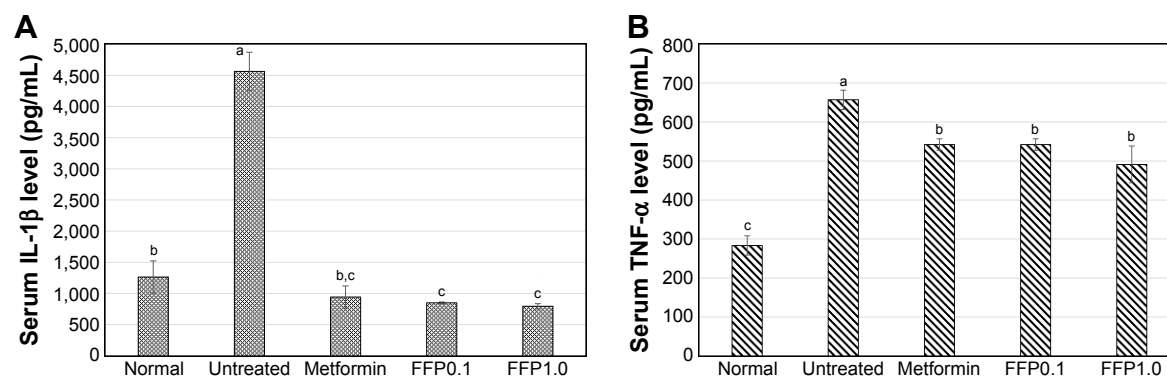 A
Serum IL-1β level (pg/mL)
5,000
4,500
4,000
3,500
3,000
2,500
2,000
1,500
1,000
500
0
b
a
b,c
c
c
Normal Untreated Metformin FFP0.1 FFP1.0
B
Serum TNF-α level (pg/mL)
800
700
600
500
400
300
200
100
0
c
a
b
b
b
Normal Untreated Metformin FFP0.1 FFP1.0